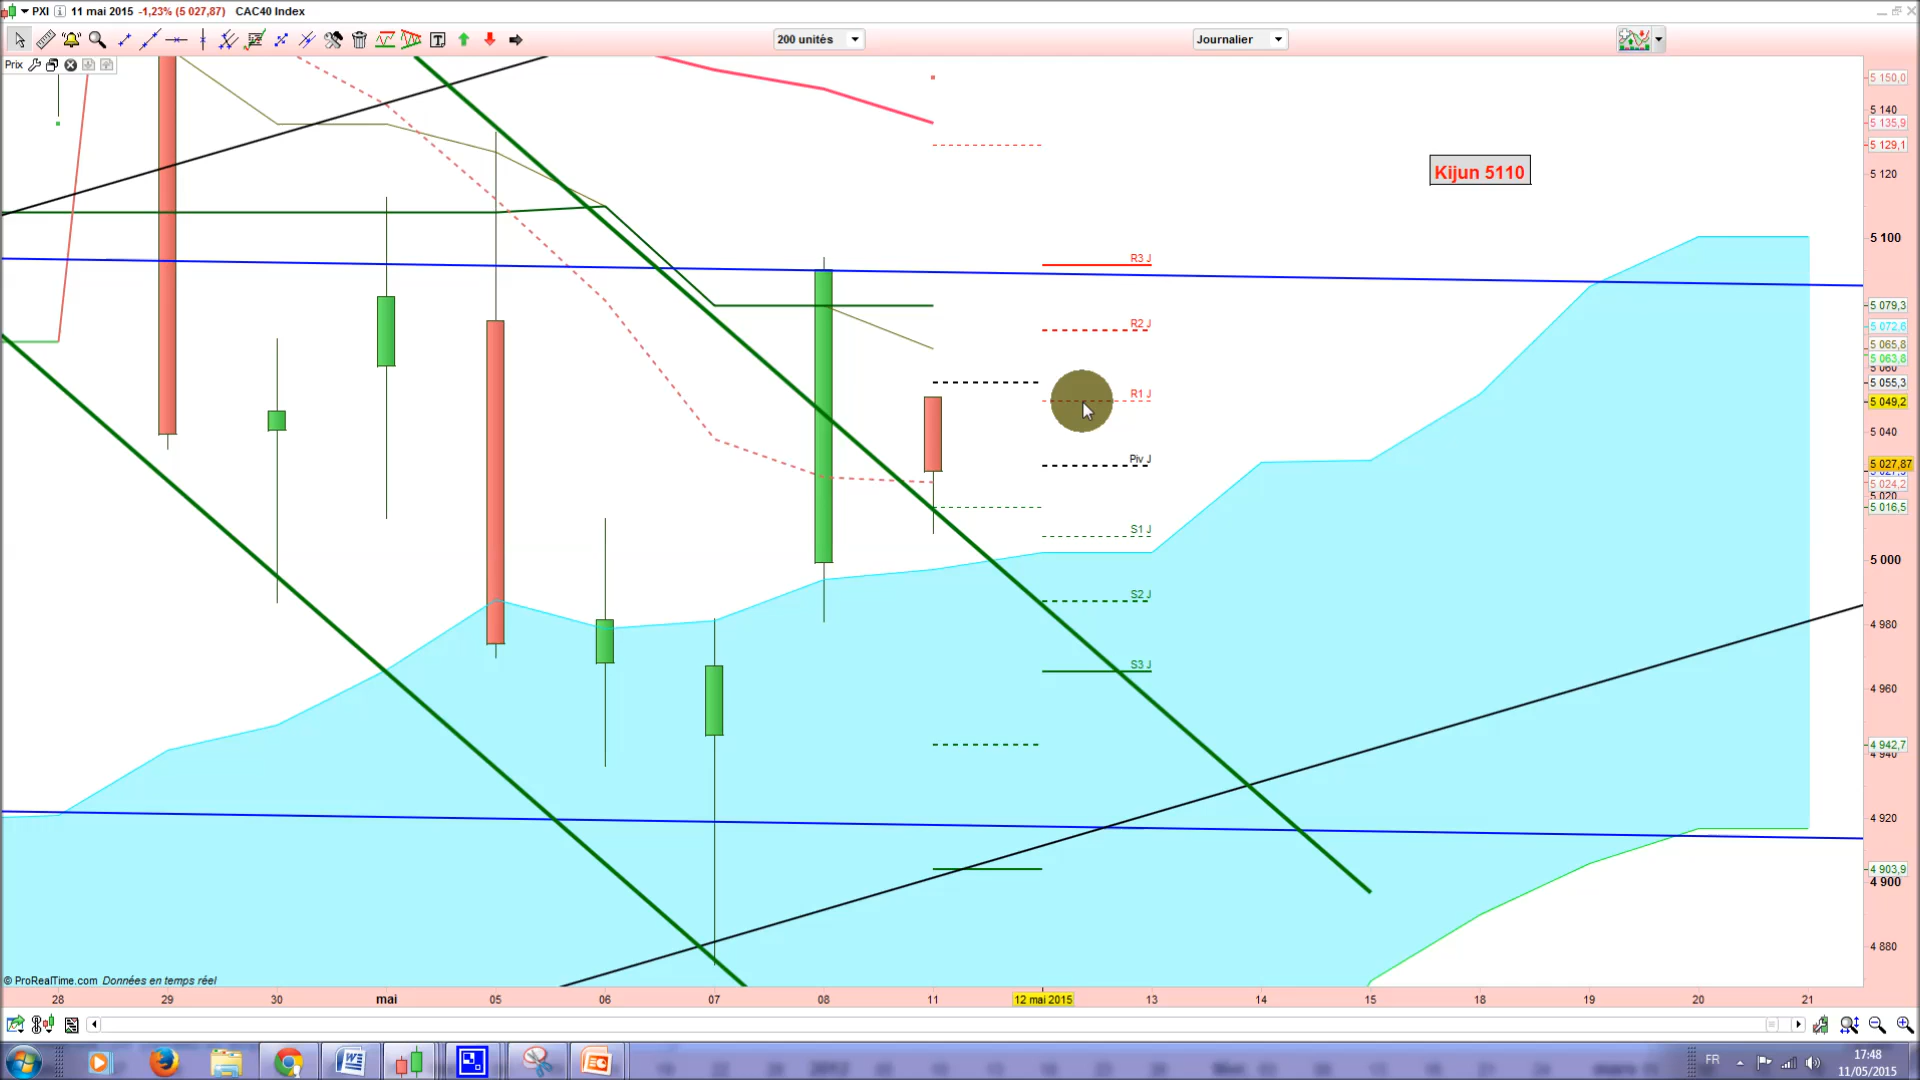 PXI 11 mai 2015 -1,23% (5 027,87) CAC40 Index
200 unités
Journalier
Prix
Kijun 5110
R3 J
R2 J
R1 J
Piv J
S1 J
S2 J
S3 J
5 150,0
5 140
5 135,9
5 129,1
5 120
5 100
5 079,3
5 072,6
5 065,8
5 063,8
5 060
5 055,3
5 049,2
5 040
5 027,87
5 024,2
5 020
5 016,5
5 000
4 980
4 960
4 942,7
4 940
4 920
4 903,9
4 900
4 880
© ProRealTime.com Données en temps réel
28 29 30 mai 05 06 07 08 11 12 mai 2015 13 14 15 18 19 20 21
FR
17:48
11/05/2015